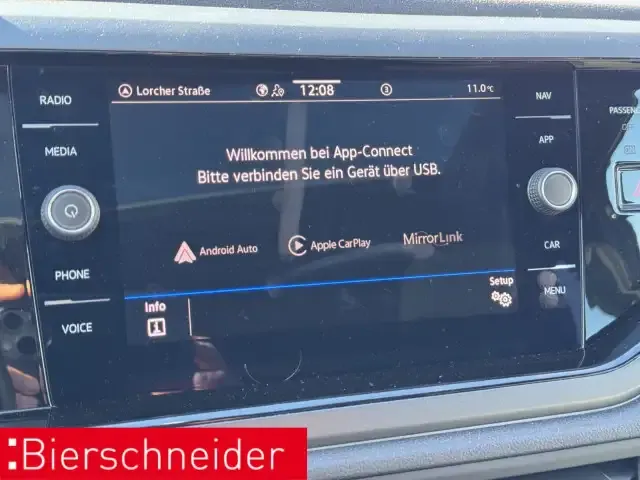 RADIO
MEDIA
PHONE
VOICE
Lorcher Straße
12:08
3
11.0°C
Willkommen bei App-Connect
Bitte verbinden Sie ein Gerät über USB.
Android Auto
Apple CarPlay
MirrorLink
Info
Setup
NAV
APP
CAR
MENU
Bierschneider